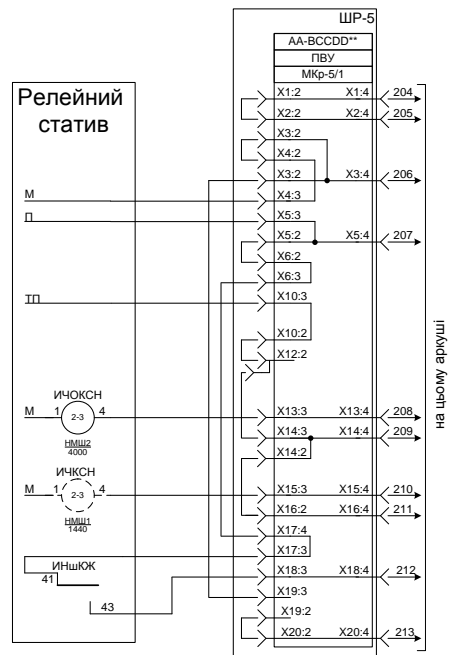 ШР-5
АА-ВССDD**
ПВУ
МКр-5/1
Релейний
статив
X1:2 X1:4 204
X2:2 X2:4 205
X3:2
X4:2
X3:2 X3:4 206
М X4:3
П X5:3
X5:2 X5:4 207
X6:2
X6:3
ТП X10:3
X10:2
X12:2
на цьому аркуші
ИЧОКСН
М 1 2-3 4 X13:3 X13:4 208
X14:3 X14:4 209
НМШ2
4000
X14:2
ИЧКСН
М 1 2-3 4 X15:3 X15:4 210
X16:2 X16:4 211
НМШ1
1440
X17:4
X17:3
ИНшКЖ
41
X18:3 X18:4 212
X19:3
43
X19:2
X20:2 X20:4 213